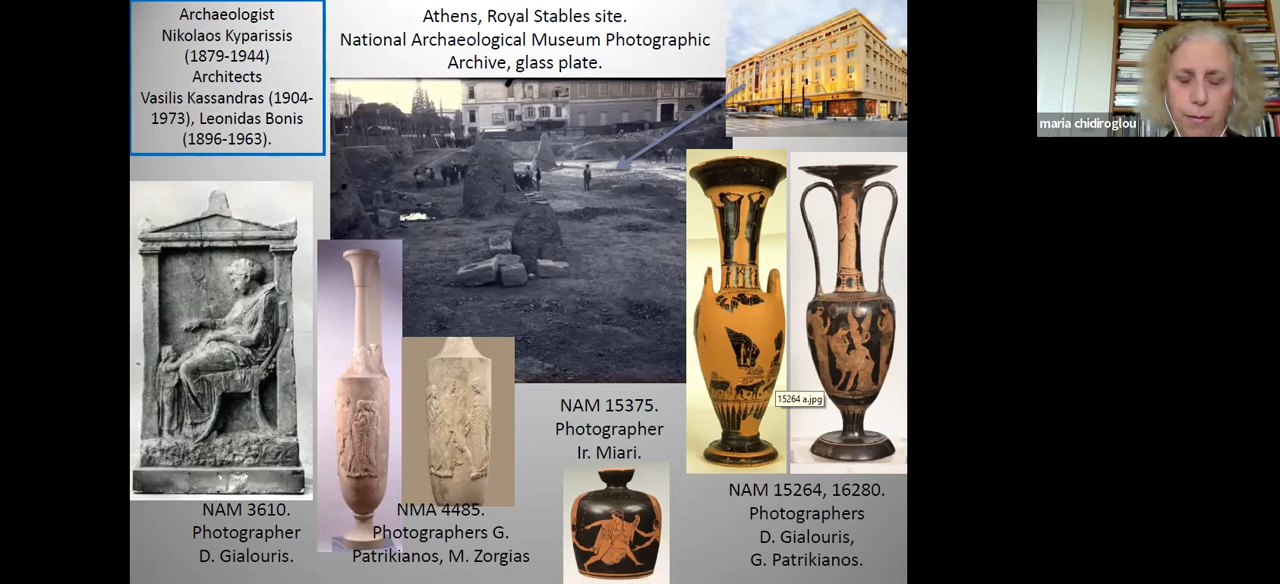 Archaeologist
Nikolaos Kyparissis
(1879-1944)
Architects
Vasilis Kassandras (1904-
1973), Leonidas Bonis
(1896-1963).
Athens, Royal Stables site.
National Archaeological Museum Photographic
Archive, glass plate.
maria chidiroglou
15264 a.jpg
NAM 15375.
Photographer
Ir. Miari.
NAM 3610.
Photographer
D. Gialouris.
NMA 4485.
Photographers G.
Patrikianos, M. Zorgias
NAM 15264, 16280.
Photographers
D. Gialouris,
G. Patrikianos.